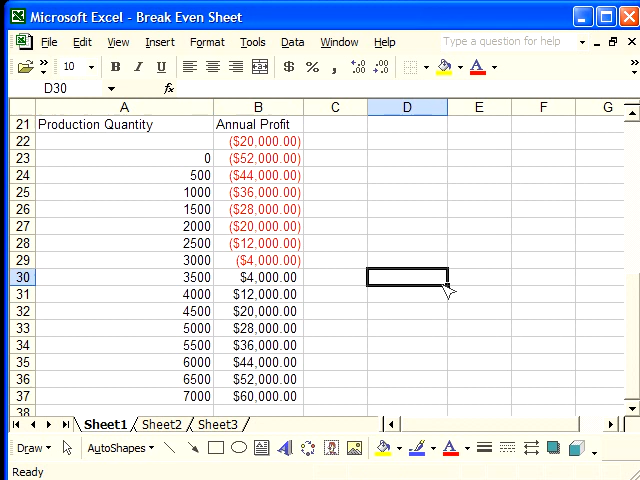 Microsoft Excel - Break Even Sheet
File Edit View Insert Format Tools Data Window Help Type a question for help
10 B I U $ % , .00 .00
D30 fx
A B C D E F G
21 Production Quantity Annual Profit
22 ($20,000.00)
23 0 ($52,000.00)
24 500 ($44,000.00)
25 1000 ($36,000.00)
26 1500 ($28,000.00)
27 2000 ($20,000.00)
28 2500 ($12,000.00)
29 3000 ($4,000.00)
30 3500 $4,000.00
31 4000 $12,000.00
32 4500 $20,000.00
33 5000 $28,000.00
34 5500 $36,000.00
35 6000 $44,000.00
36 6500 $52,000.00
37 7000 $60,000.00
38
Sheet1 Sheet2 Sheet3
Draw AutoShapes A A
Ready